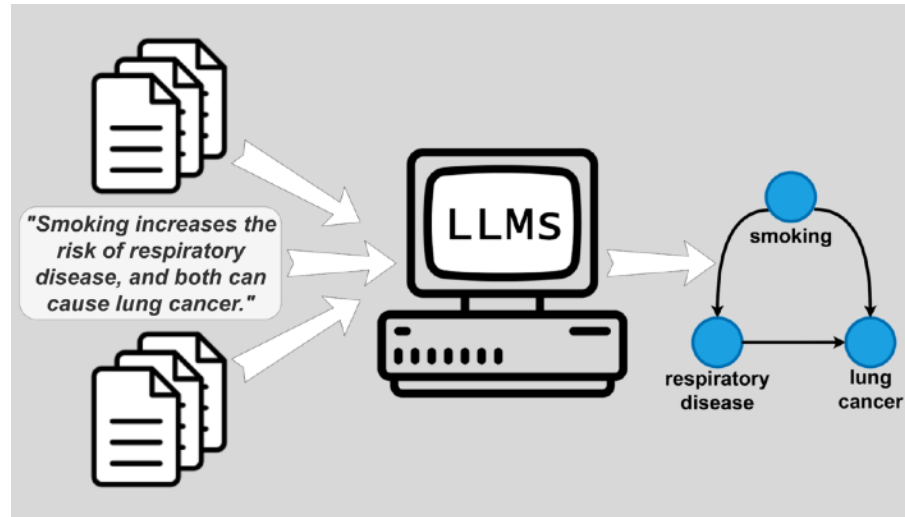 "Smoking increases the
risk of respiratory
disease, and both can
cause lung cancer."
LLMs
smoking
respiratory
disease
lung
cancer